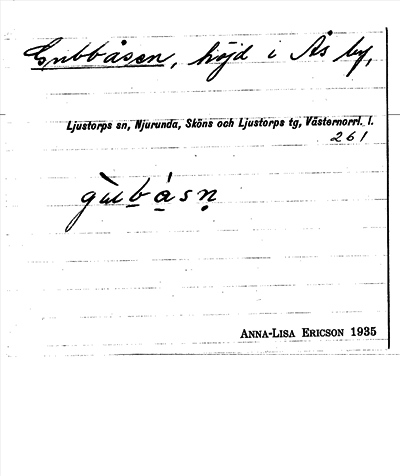 Gubbåsen, höjd i Ås by,
Ljustorps sn, Njurunda, Sköns och Ljustorps tg, Västernorrl. l.
261
ANNA-LISA ERICSON 1935